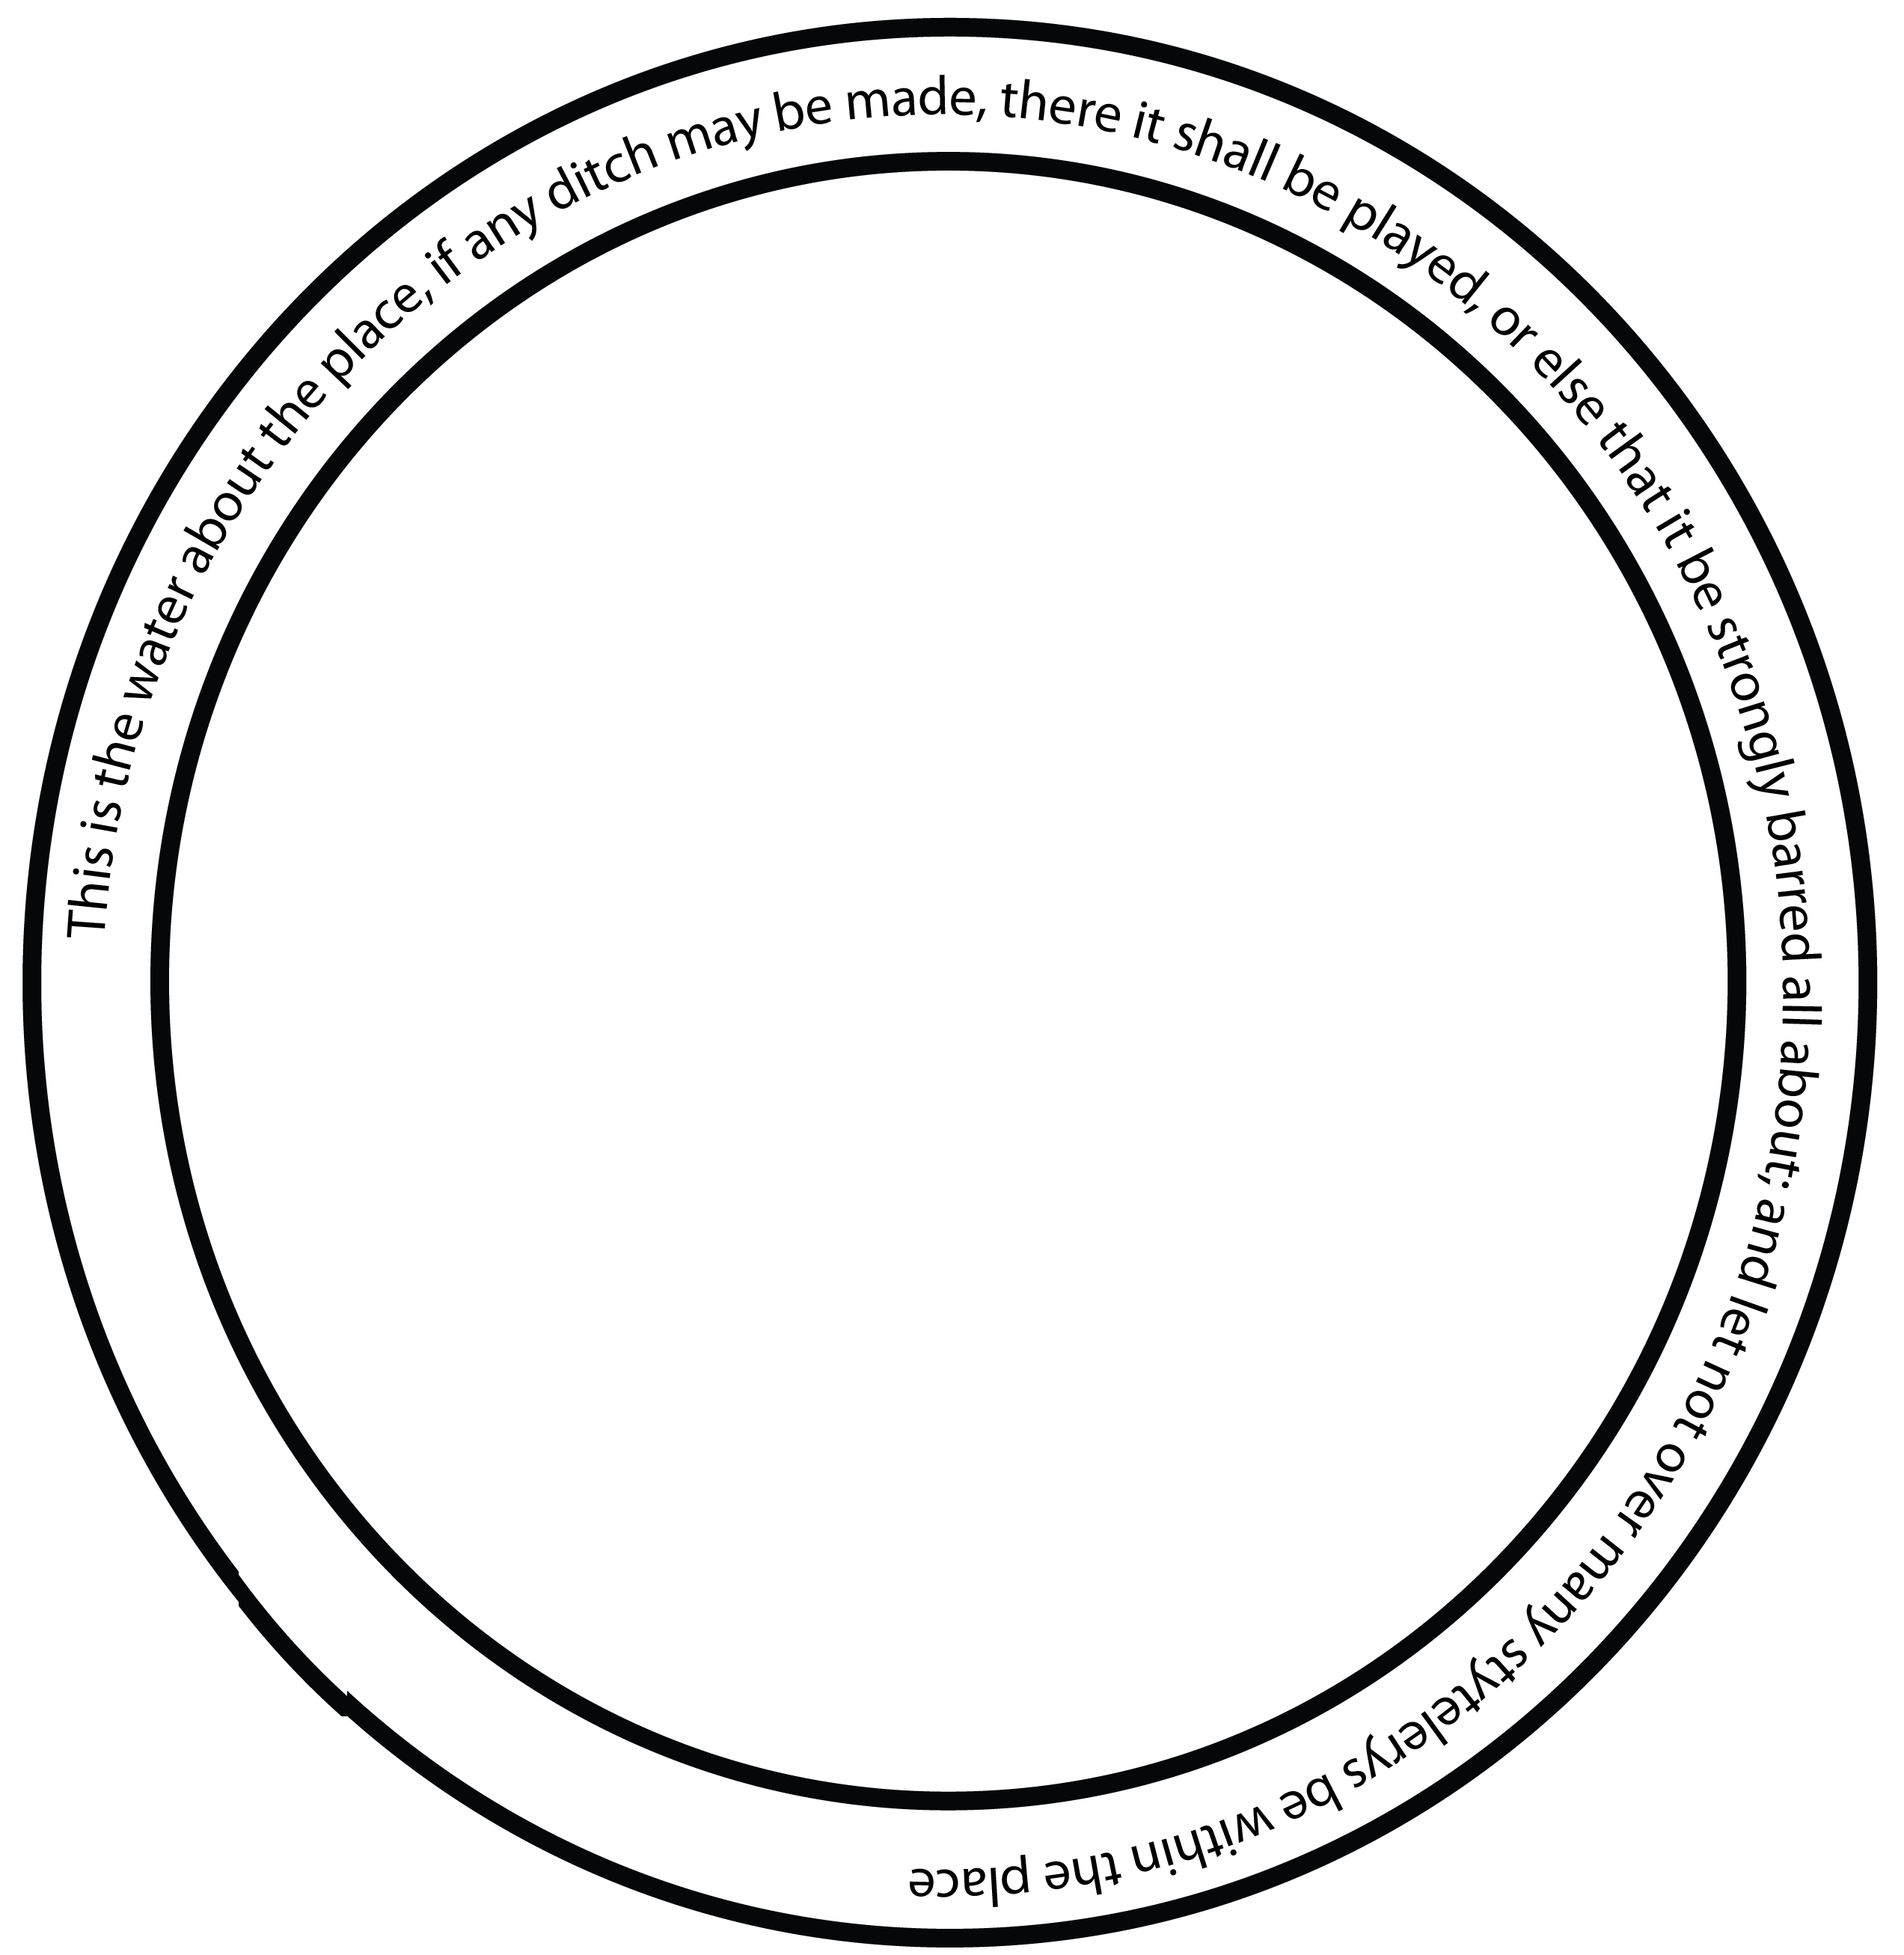 This is the water about the place, if any ditch may be made, there it shall be played, or else that it be strongly barred all about; and let not over many stytelerys be within the place